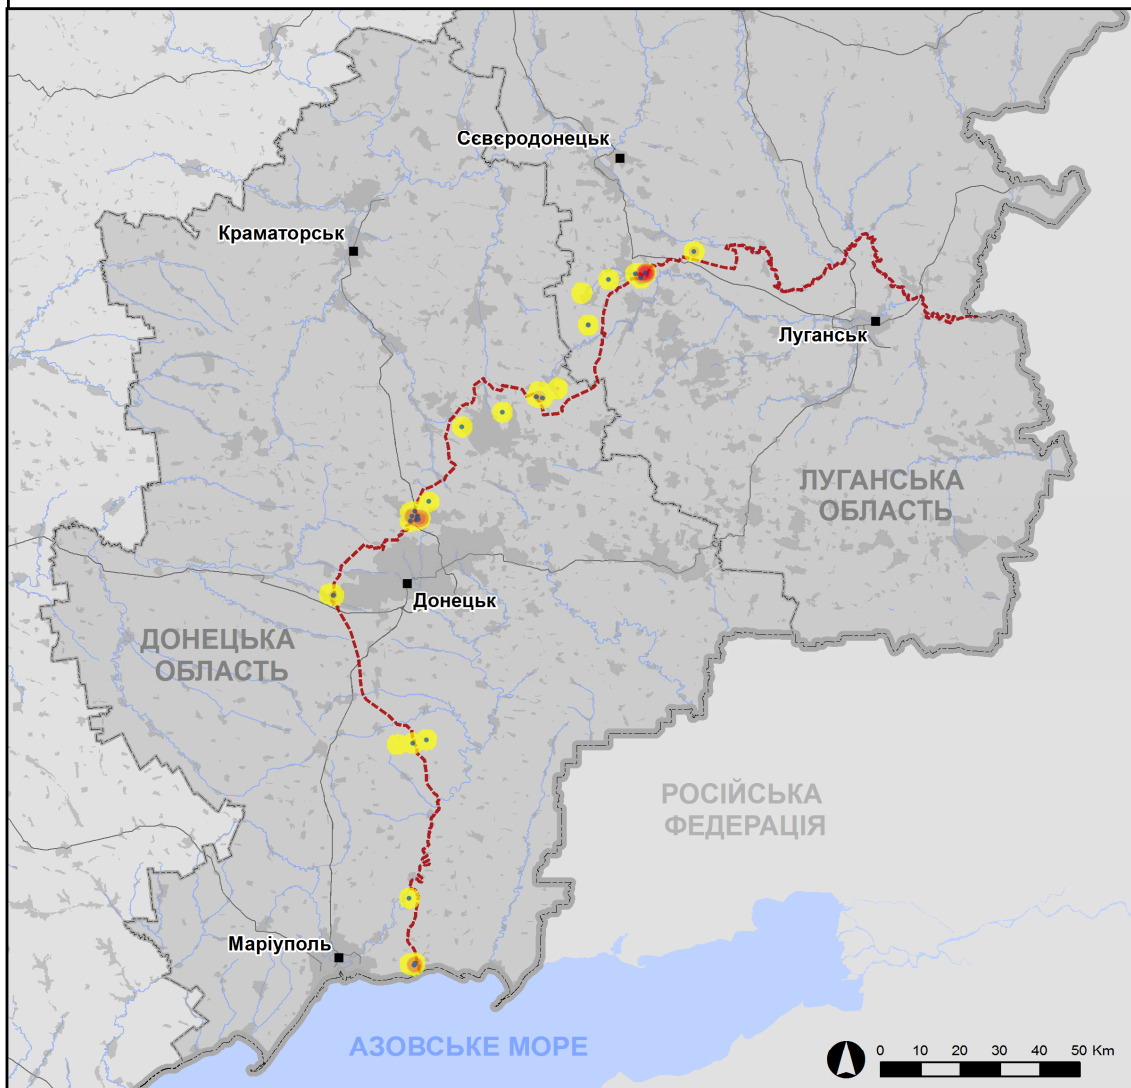 Сєвєродонецьк
Краматорськ
Луганськ
ЛУГАНСЬКА
ОБЛАСТЬ
Донецьк
ДОНЕЦЬКА
ОБЛАСТЬ
РОСІЙСЬКА
ФЕДЕРАЦІЯ
Маріуполь
АЗОВСЬКЕ МОРЕ
0 10 20 30 40 50 Km